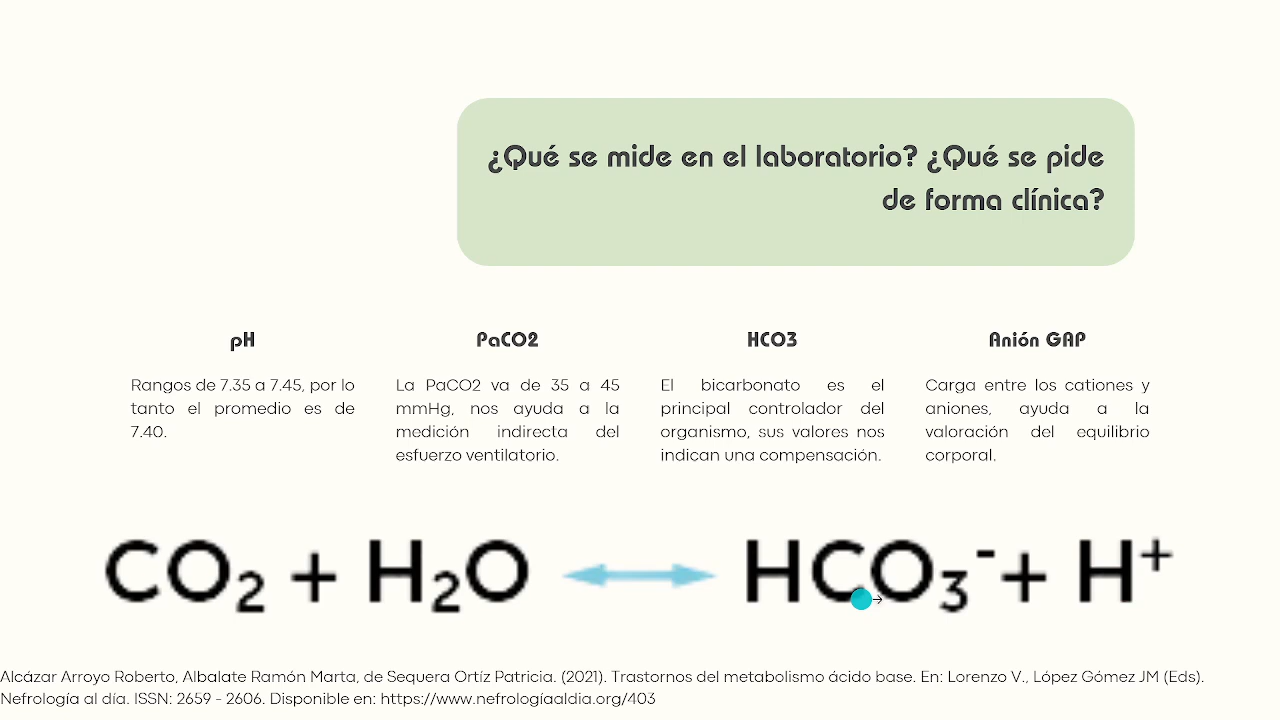 ¿Qué se mide en el laboratorio? ¿Qué se pide
de forma clínica?
pH
Rangos de 7.35 a 7.45, por lo
tanto el promedio es de
7.40.
PaCO2
La PaCO2 va de 35 a 45
mmHg, nos ayuda a la
medición indirecta del
esfuerzo ventilatorio.
HCO3
El bicarbonato es el
principal controlador del
organismo, sus valores nos
indican una compensación.
Anión GAP
Carga entre los cationes y
aniones, ayuda a la
valoración del equilibrio
corporal.
CO₂ + H₂O ↔ HCO₃⁻ + H⁺
Alcázar Arroyo Roberto, Albalate Ramón Marta, de Sequera Ortíz Patricia. (2021). Trastornos del metabolismo ácido base. En: Lorenzo V., López Gómez JM (Eds).
Nefrología al día. ISSN: 2659 - 2606. Disponible en: https://www.nefrologíaaldia.org/403